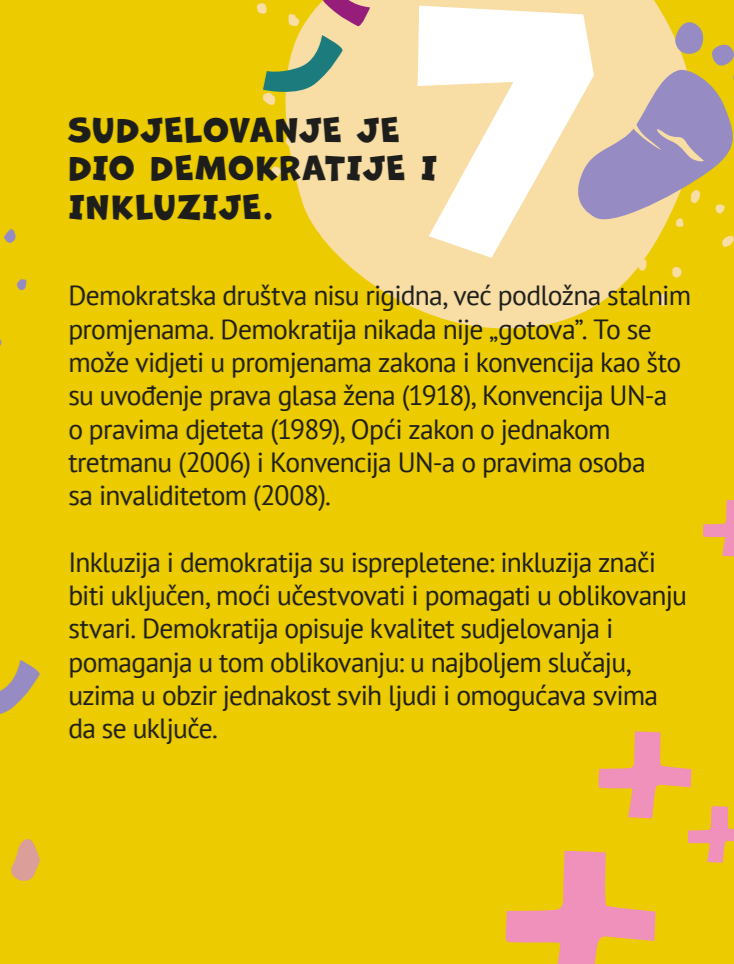 7
SUDJELOVANJE JE
DIO DEMOKRATIJE I
INKLUZIJE.
Demokratska društva nisu rigidna, već podložna stalnim
promjenama. Demokratija nikada nije „gotova”. To se
može vidjeti u promjenama zakona i konvencija kao što
su uvođenje prava glasa žena (1918), Konvencija UN-a
o pravima djeteta (1989), Opći zakon o jednakom
tretmanu (2006) i Konvencija UN-a o pravima osoba
sa invaliditetom (2008).
Inkluzija i demokratija su isprepletene: inkluzija znači
biti uključen, moći učestvovati i pomagati u oblikovanju
stvari. Demokratija opisuje kvalitet sudjelovanja i
pomaganja u tom oblikovanju: u najboljem slučaju,
uzima u obzir jednakost svih ljudi i omogućava svima
da se uključe.